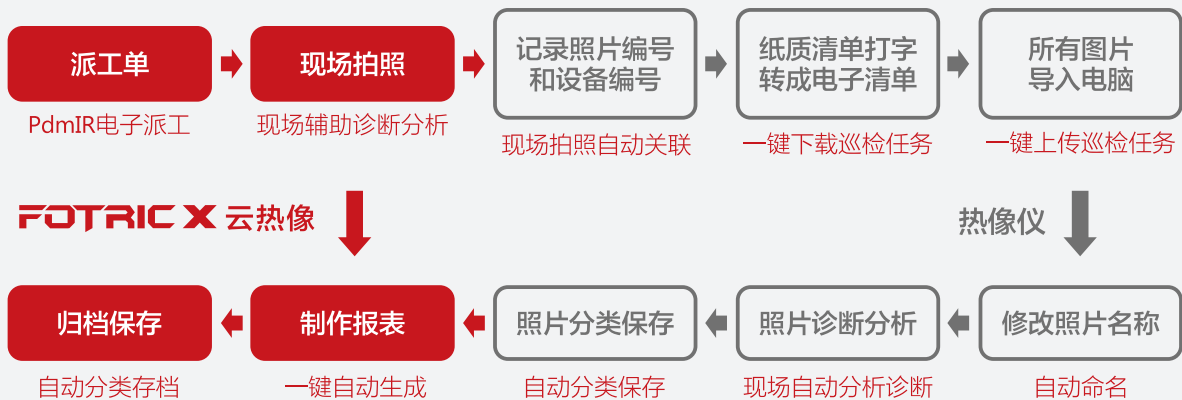 派工单
现场拍照
记录照片编号
和设备编号
纸质清单打字
转成电子清单
所有图片
导入电脑
PdmIR电子派工
现场辅助诊断分析
现场拍照自动关联
一键下载巡检任务
一键上传巡检任务
FOTRIC X 云热像
热像仪
归档保存
制作报表
照片分类保存
照片诊断分析
修改照片名称
自动分类存档
一键自动生成
自动分类保存
现场自动分析诊断
自动命名